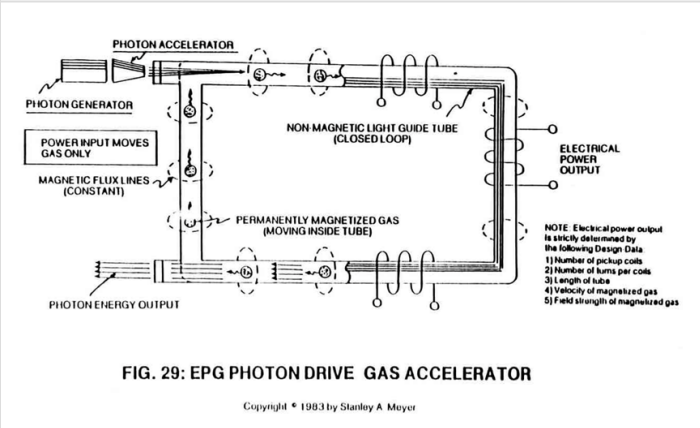 PHOTON ACCELERATOR
PHOTON GENERATOR
POWER INPUT MOVES
GAS ONLY
MAGNETIC FLUX LINES
(CONSTANT)
NON-MAGNETIC LIGHT GUIDE TUBE
(CLOSED LOOP)
ELECTRICAL
POWER
OUTPUT
PERMANENTLY MAGNETIZED GAS
(MOVING INSIDE TUBE)
NOTE: Electrical power output
is strictly determined by
the following Design Data
1) Number of pickup coils
2) Number of turns per coils
3) Length of tube
4) Velocity of magnetized gas
5) Field strength of magnetized gas
PHOTON ENERGY OUTPUT
FIG. 29: EPG PHOTON DRIVE GAS ACCELERATOR
Copyright © 1983 by Stanley A Meyer